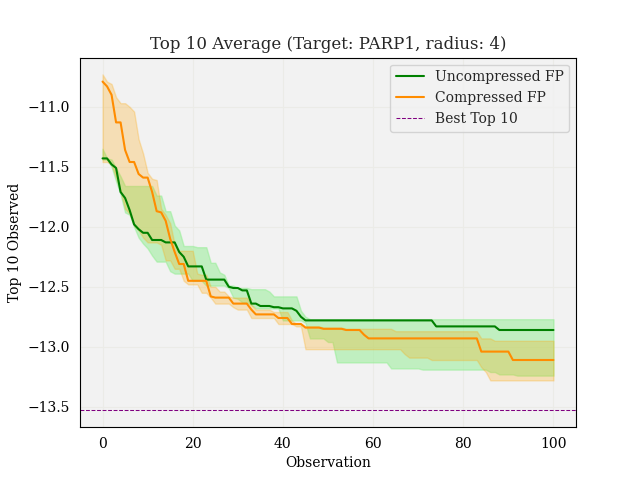 Top 10 Average (Target: PARP1, radius: 4)
Uncompressed FP
Compressed FP
Best Top 10
Top 10 Observed
−11.0
−11.5
−12.0
−12.5
−13.0
−13.5
0 20 40 60 80 100
Observation